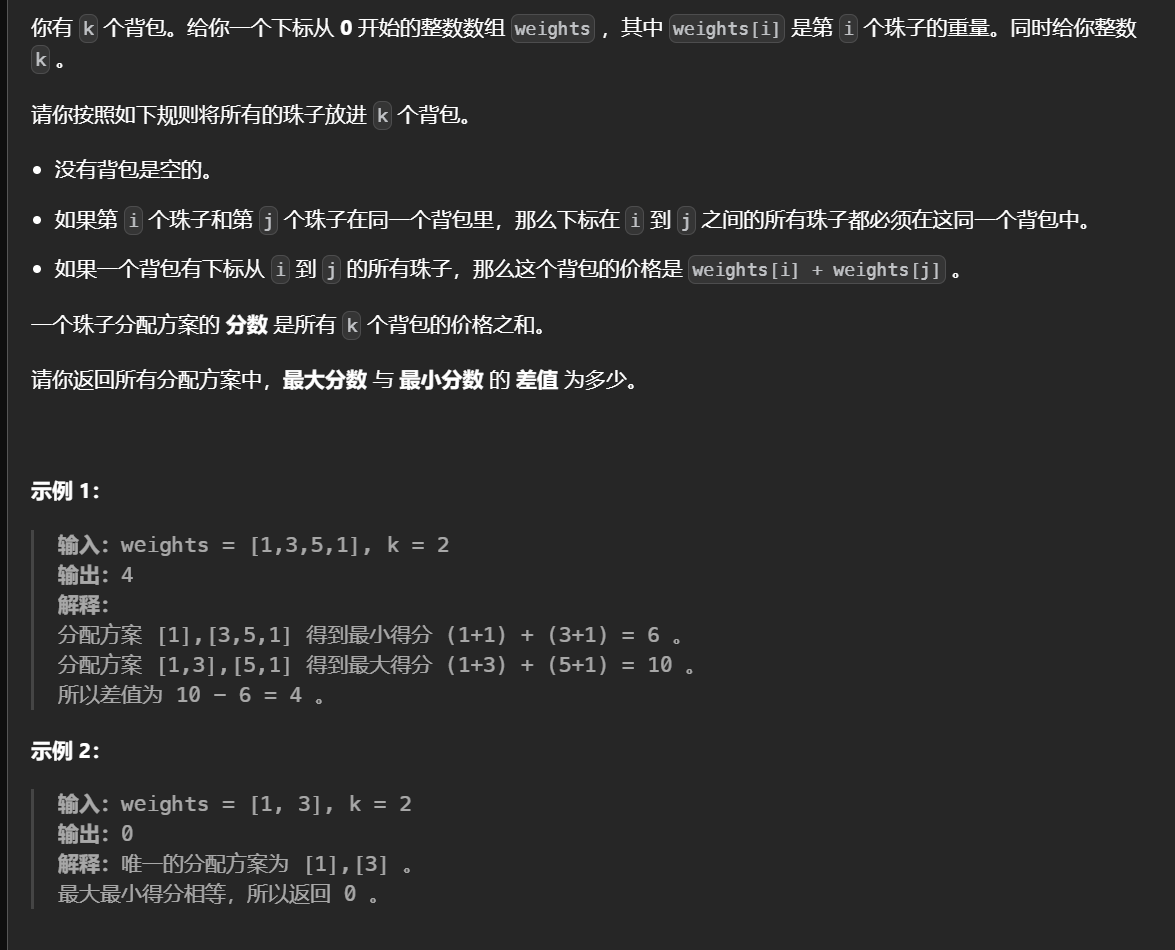 你有 k 个背包。给你一个下标从 0 开始的整数数组 weights ，其中 weights[i] 是第 i 个珠子的重量。同时给你整数
k 。
请你按照如下规则将所有的珠子放进 k 个背包。
• 没有背包是空的。
• 如果第 i 个珠子和第 j 个珠子在同一个背包里，那么下标在 i 到 j 之间的所有珠子都必须在这同一个背包中。
• 如果一个背包有下标从 i 到 j 的所有珠子，那么这个背包的价格是 weights[i] + weights[j] 。
一个珠子分配方案的 分数 是所有 k 个背包的价格之和。
请你返回所有分配方案中，最大分数 与 最小分数 的 差值 为多少。
示例 1：
输入：weights = [1,3,5,1], k = 2
输出：4
解释：
分配方案 [1],[3,5,1] 得到最小得分 (1+1) + (3+1) = 6 。
分配方案 [1,3],[5,1] 得到最大得分 (1+3) + (5+1) = 10 。
所以差值为 10 - 6 = 4 。
示例 2：
输入：weights = [1, 3], k = 2
输出：0
解释：唯一的分配方案为 [1],[3] 。
最大最小得分相等，所以返回 0 。